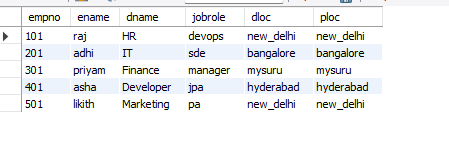 empno ename dname jobrole dloc ploc
101 raj HR devops new_delhi new_delhi
201 adhi IT sde bangalore bangalore
301 priyam Finance manager mysuru mysuru
401 asha Developer jpa hyderabad hyderabad
501 likith Marketing pa new_delhi new_delhi